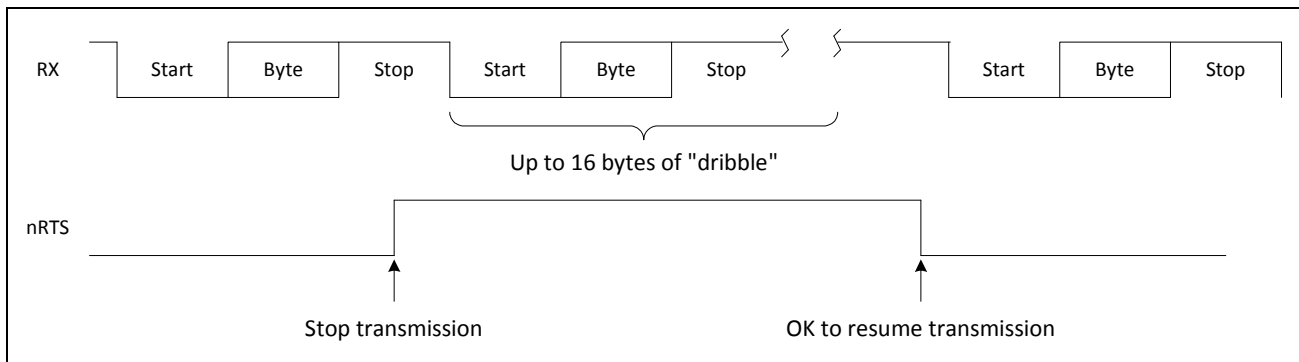 RX Start Byte Stop Start Byte Stop Start Byte Stop
Up to 16 bytes of "dribble"
nRTS
Stop transmission OK to resume transmission